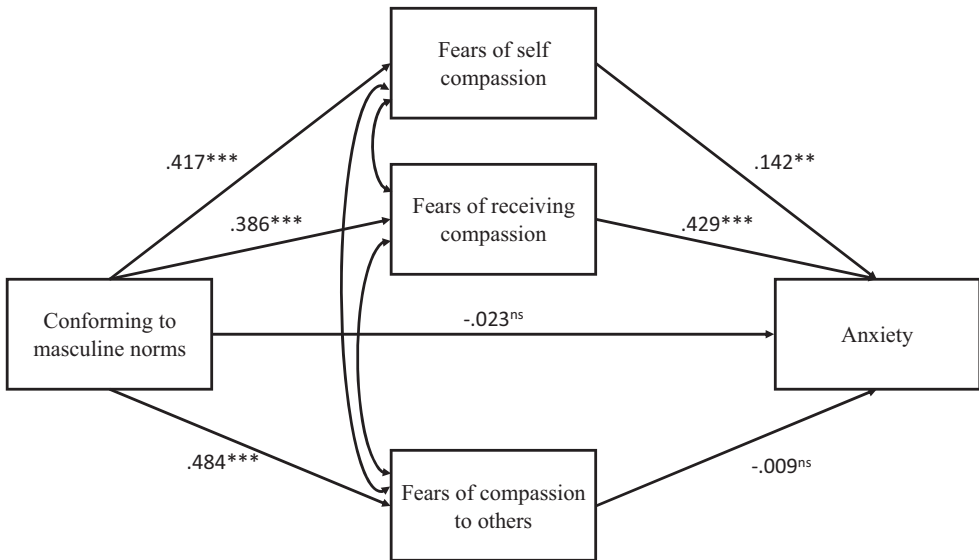 Fears of self
compassion
.417***
.142**
Fears of receiving
compassion
.386***
.429***
Conforming to
masculine norms
-.023ns
Anxiety
.484***
-.009ns
Fears of compassion
to others